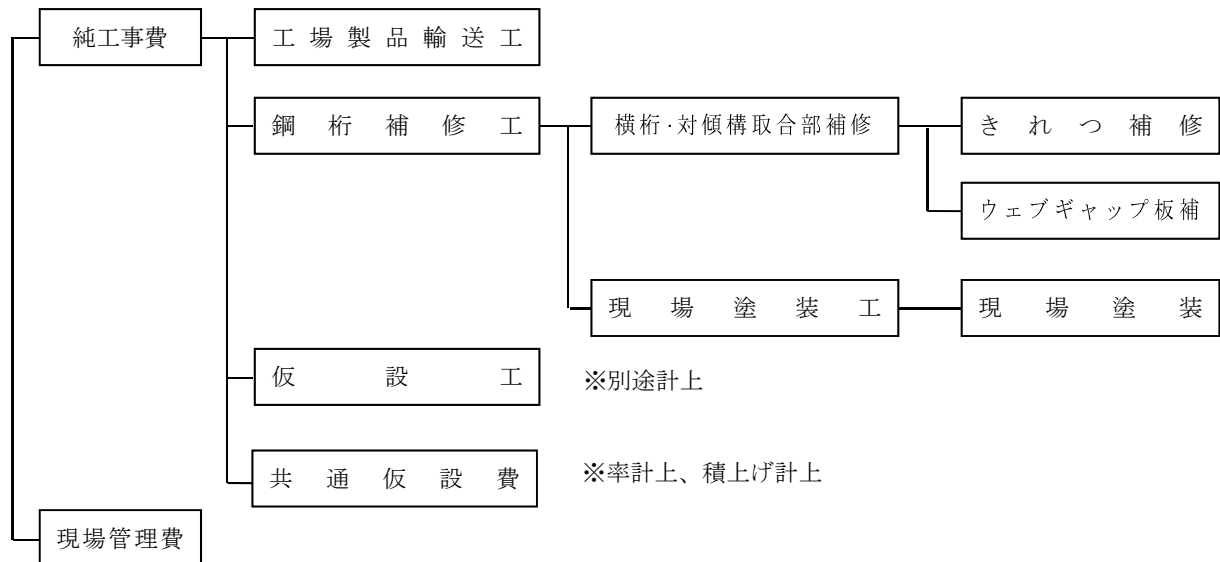 純工事費
工場製品輸送工
鋼桁補修工
横桁・対傾構取合部補修
きれつ補修
ウェブギャップ板補
現場塗装工
現場塗装
仮設工
※別途計上
共通仮設費
※率計上、積上げ計上
現場管理費